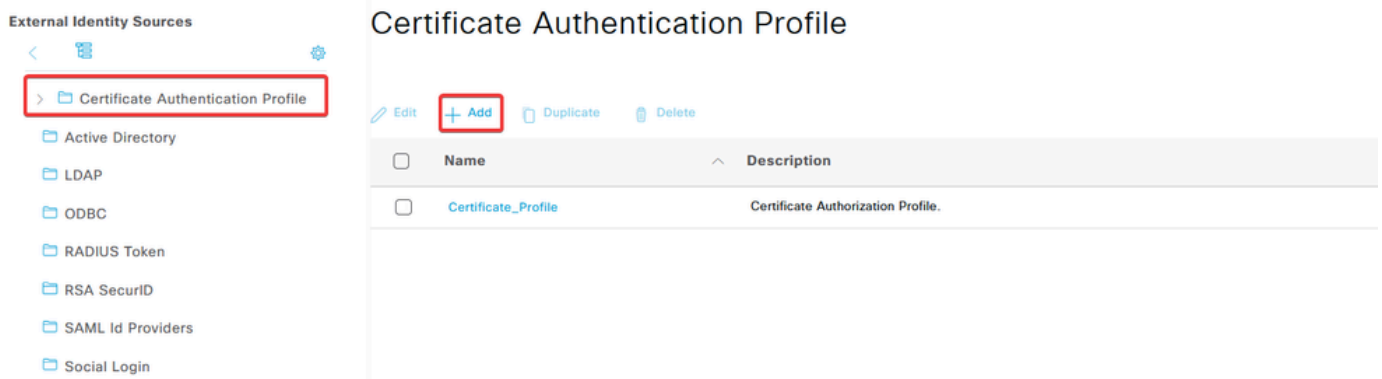 External Identity Sources
Certificate Authentication Profile
Active Directory
LDAP
ODBC
RADIUS Token
RSA SecurID
SAML Id Providers
Social Login
Certificate Authentication Profile
Edit Add Duplicate Delete
Name Description
Certificate_Profile Certificate Authorization Profile.